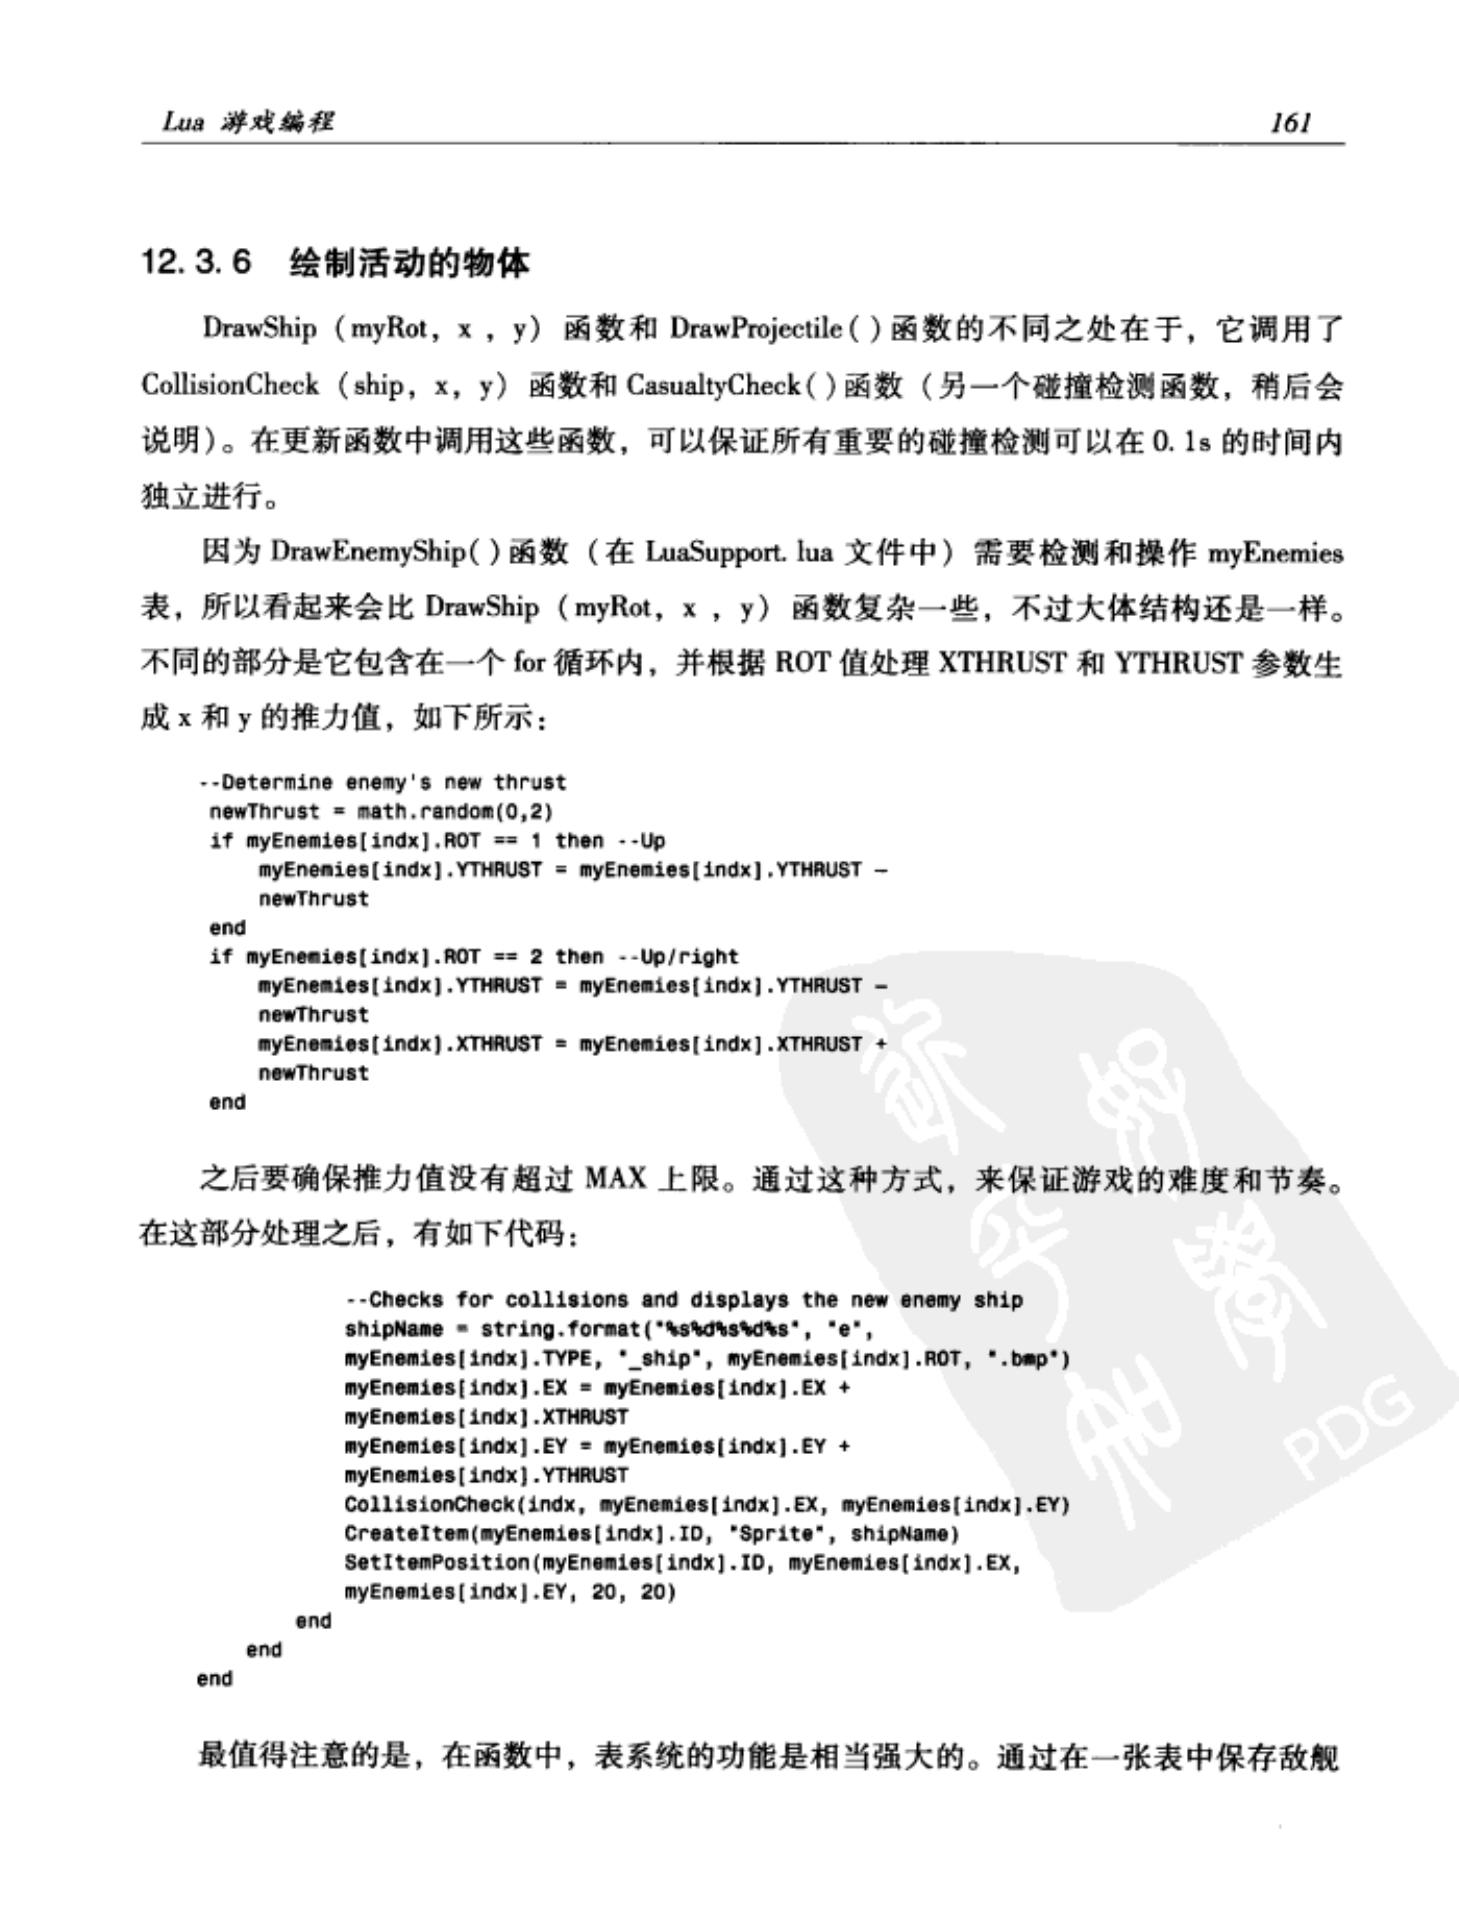 Lua 游戏编程 161
12.3.6 绘制活动的物体
DrawShip (myRot, x , y) 函数和 DrawProjectile()函数的不同之处在于，它调用了
CollisionCheck (ship, x, y) 函数和 CasualtyCheck()函数（另一个碰撞检测函数，稍后会
说明)。在更新函数中调用这些函数，可以保证所有重要的碰撞检测可以在 0.1s 的时间内
独立进行。
因为 DrawEnemyShip()函数（在 LuaSupport.lua 文件中）需要检测和操作 myEnemies
表，所以看起来会比 DrawShip (myRot, x , y) 函数复杂一些，不过大体结构还是一样。
不同的部分是它包含在一个 for 循环内，并根据 ROT 值处理 XTHRUST 和 YTHRUST 参数生
成 x 和 y 的推力值，如下所示：
--Determine enemy's new thrust
newThrust = math.random(0,2)
if myEnemies[indx].ROT == 1 then --Up
myEnemies[indx].YTHRUST = myEnemies[indx].YTHRUST –
newThrust
end
if myEnemies[indx].ROT == 2 then --Up/right
myEnemies[indx].YTHRUST = myEnemies[indx].YTHRUST –
newThrust
myEnemies[indx].XTHRUST = myEnemies[indx].XTHRUST +
newThrust
end
之后要确保推力值没有超过 MAX 上限。通过这种方式，来保证游戏的难度和节奏。
在这部分处理之后，有如下代码：
--Checks for collisions and displays the new enemy ship
shipName = string.format("%s%d%s%d%s", "e",
myEnemies[indx].TYPE, "_ship", myEnemies[indx].ROT, ".bmp")
myEnemies[indx].EX = myEnemies[indx].EX +
myEnemies[indx].XTHRUST
myEnemies[indx].EY = myEnemies[indx].EY +
myEnemies[indx].YTHRUST
CollisionCheck(indx, myEnemies[indx].EX, myEnemies[indx].EY)
CreateItem(myEnemies[indx].ID, "Sprite", shipName)
SetItemPosition(myEnemies[indx].ID, myEnemies[indx].EX,
myEnemies[indx].EY, 20, 20)
end
end
end
PDG
最值得注意的是，在函数中，表系统的功能是相当强大的。通过在一张表中保存敌舰